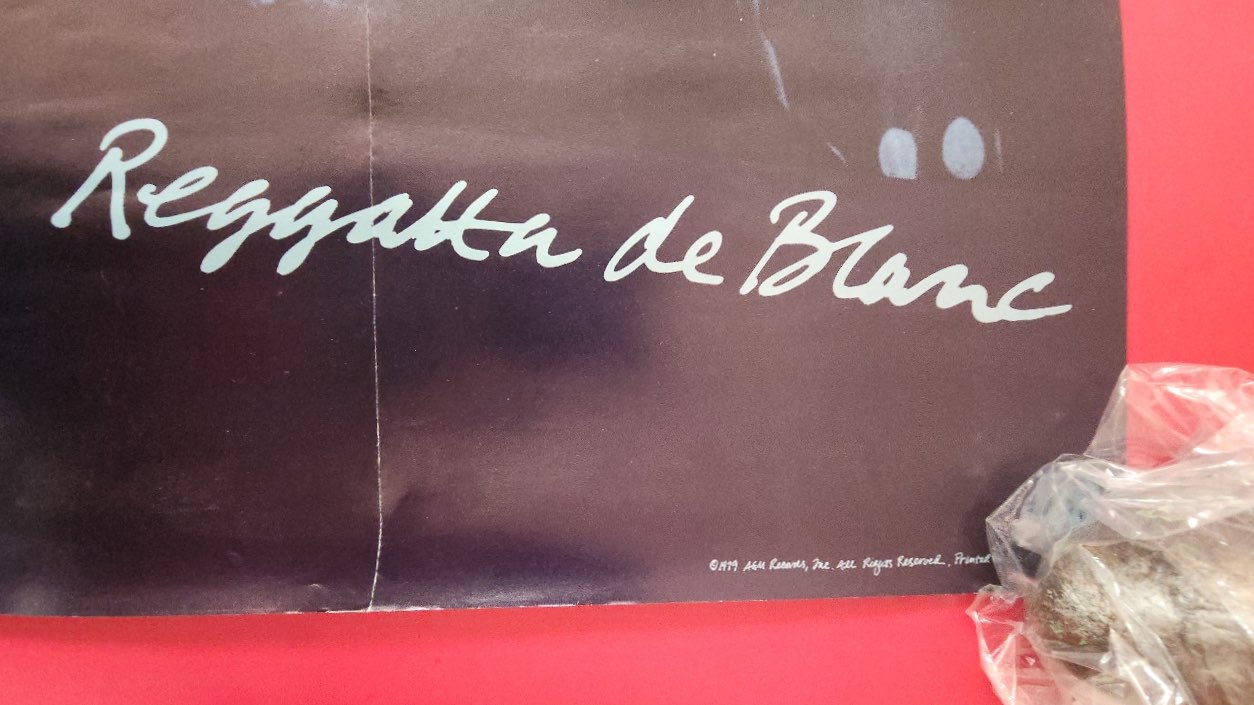 Reggatta de Blanc
©1979 A&M Records, Inc. All Rights Reserved. Printed